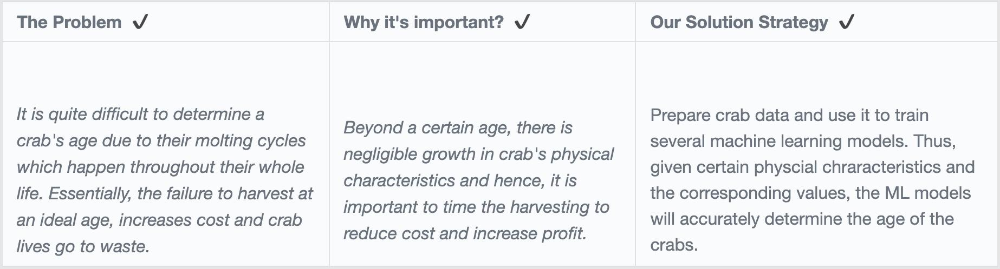 The Problem ✔
Why it's important? ✔
Our Solution Strategy ✔
It is quite difficult to determine a
crab's age due to their molting cycles
which happen throughout their whole
life. Essentially, the failure to harvest at
an ideal age, increases cost and crab
lives go to waste.
Beyond a certain age, there is
negligible growth in crab's physical
characteristics and hence, it is
important to time the harvesting to
reduce cost and increase profit.
Prepare crab data and use it to train
several machine learning models. Thus,
given certain physcial chraracteristics and
the corresponding values, the ML models
will accurately determine the age of the
crabs.